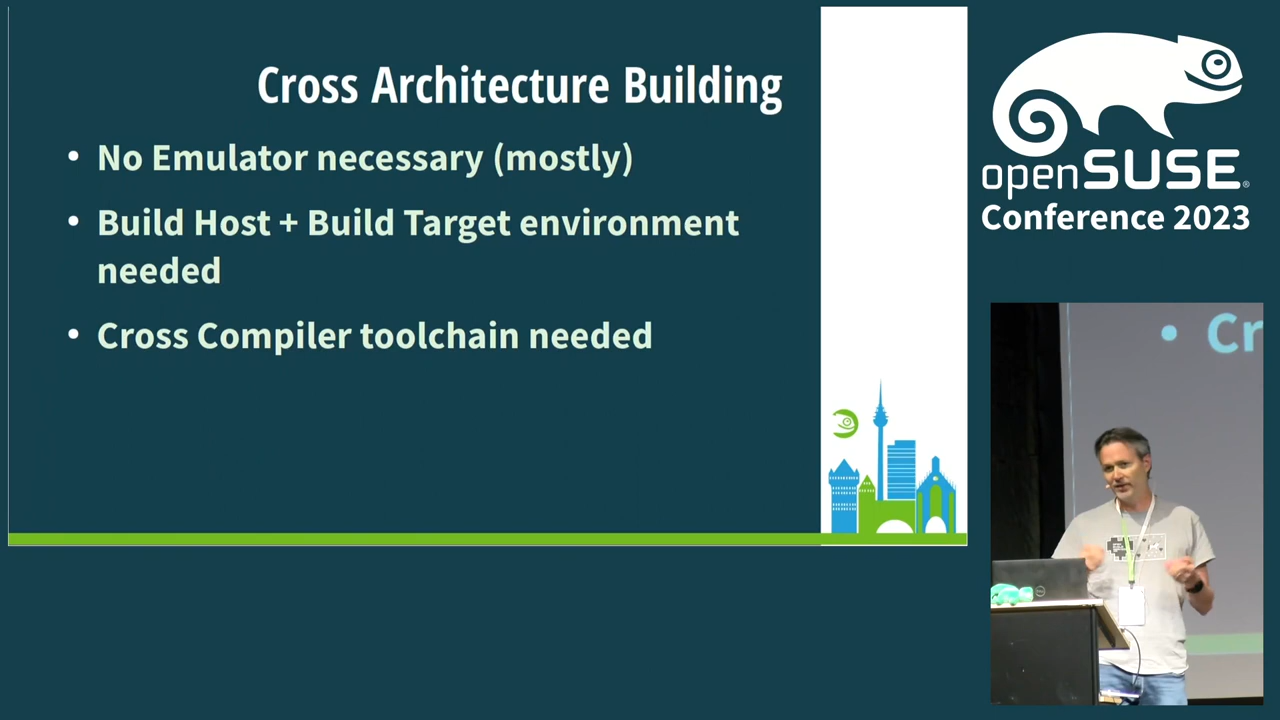 Cross Architecture Building
• No Emulator necessary (mostly)
• Build Host + Build Target environment
needed
• Cross Compiler toolchain needed
openSUSE®
Conference 2023
• Cr